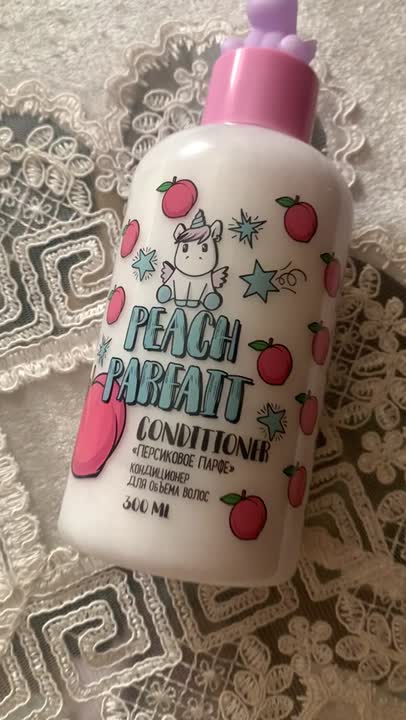 PEACH
PARFAIT
CONDITIONER
«ПЕРСИКОВОЕ ПАРФЕ»
КОНДИЦИОНЕР
ДЛЯ ОБЪЕМА ВОЛОС
300 ML